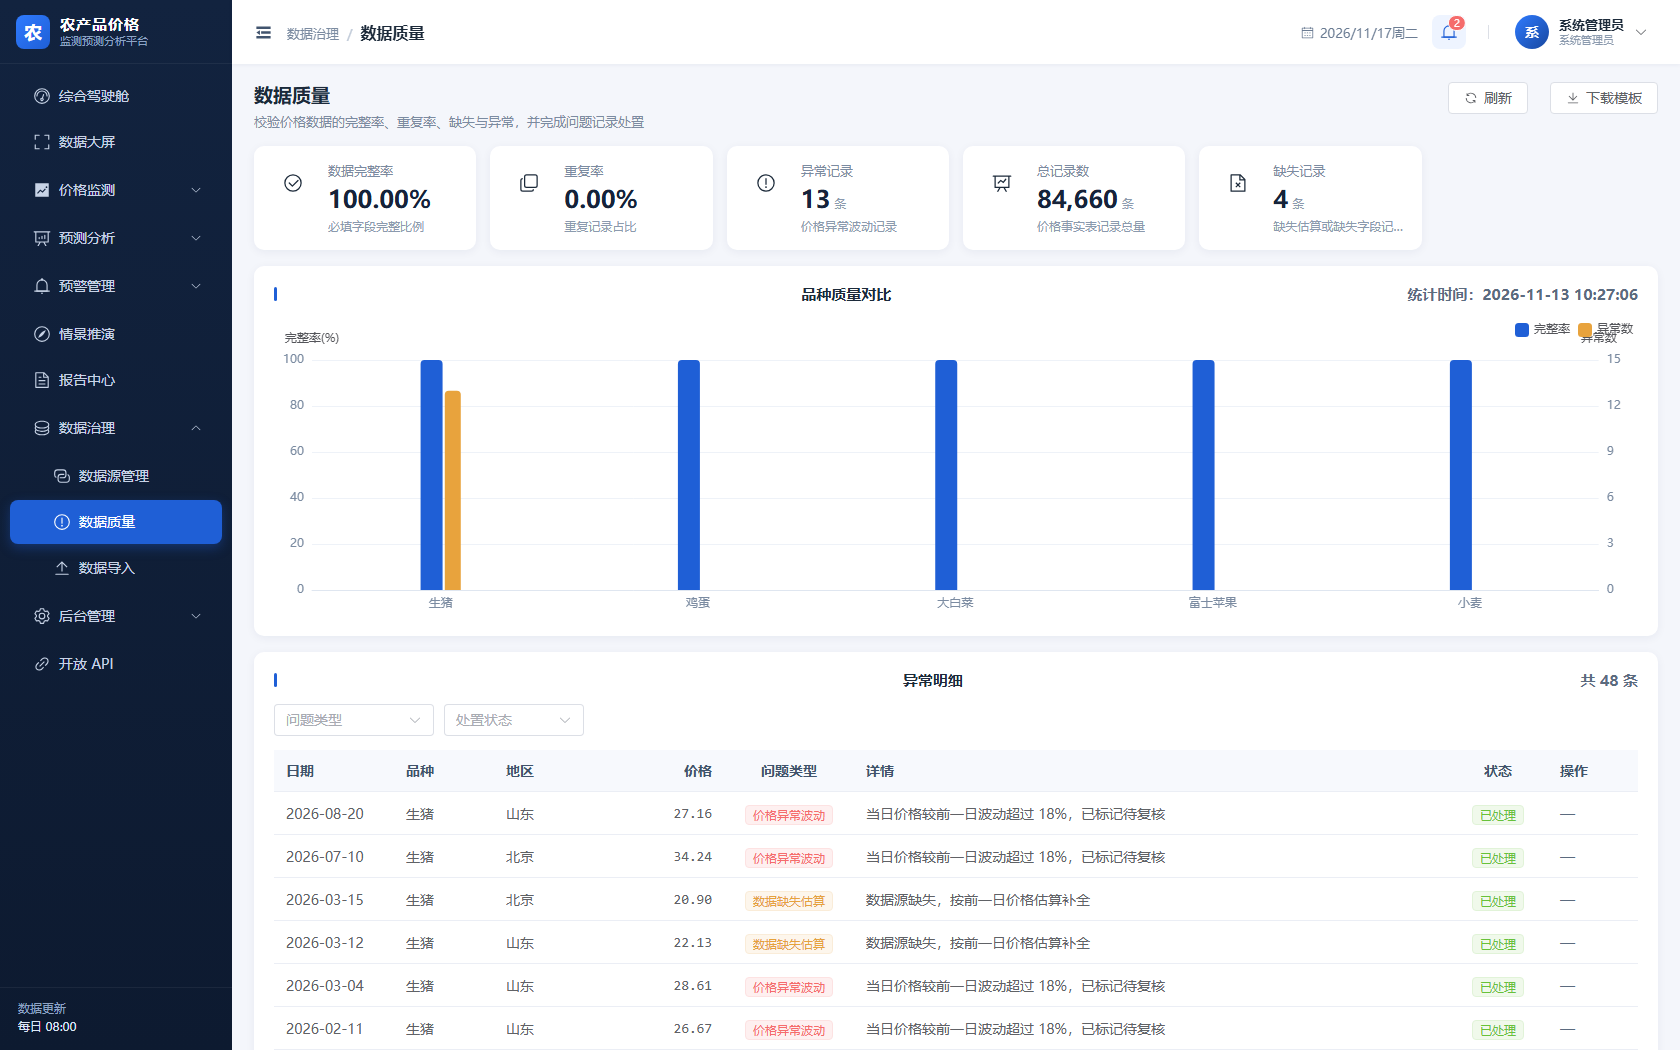 农
农产品价格
监测预测分析平台
综合驾驶舱
数据大屏
价格监测
预测分析
预警管理
情景推演
报告中心
数据治理
数据源管理
数据质量
数据导入
后台管理
开放 API
数据更新
每日 08:00
数据治理 / 数据质量
2026/11/17周二
2
系
系统管理员
系统管理员
数据质量
校验价格数据的完整率、重复率、缺失与异常，并完成问题记录处置
刷新
下载模板
数据完整率
100.00%
必填字段完整比例
重复率
0.00%
重复记录占比
异常记录
13 条
价格异常波动记录
总记录数
84,660 条
价格事实表记录总量
缺失记录
4 条
缺失估算或缺失字段记...
品种质量对比
统计时间：2026-11-13 10:27:06
完整率 异常数
完整率(%) 异常数
100 15
80 12
60 9
40 6
20 3
0 0
生猪 鸡蛋 大白菜 富士苹果 小麦
异常明细
共 48 条
问题类型 处置状态
日期 品种 地区 价格 问题类型 详情 状态 操作
2026-08-20 生猪 山东 27.16 价格异常波动 当日价格较前一日波动超过 18%，已标记待复核 已处理 —
2026-07-10 生猪 北京 34.24 价格异常波动 当日价格较前一日波动超过 18%，已标记待复核 已处理 —
2026-03-15 生猪 北京 20.90 数据缺失估算 数据源缺失，按前一日价格估算补全 已处理 —
2026-03-12 生猪 山东 22.13 数据缺失估算 数据源缺失，按前一日价格估算补全 已处理 —
2026-03-04 生猪 山东 28.61 价格异常波动 当日价格较前一日波动超过 18%，已标记待复核 已处理 —
2026-02-11 生猪 山东 26.67 价格异常波动 当日价格较前一日波动超过 18%，已标记待复核 已处理 —